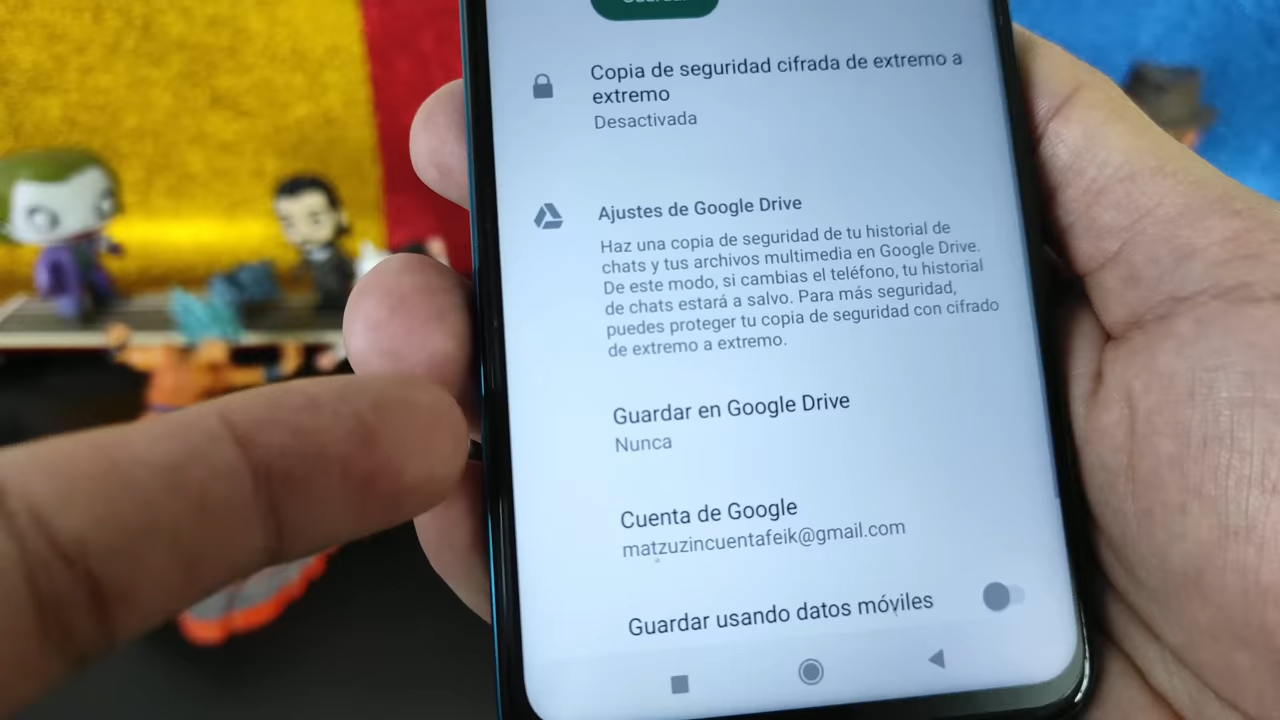 Copia de seguridad cifrada de extremo a
extremo
Desactivada
Ajustes de Google Drive
Haz una copia de seguridad de tu historial de
chats y tus archivos multimedia en Google Drive.
De este modo, si cambias el teléfono, tu historial
de chats estará a salvo. Para más seguridad,
puedes proteger tu copia de seguridad con cifrado
de extremo a extremo.
Guardar en Google Drive
Nunca
Cuenta de Google
matzuzincuentafeik@gmail.com
Guardar usando datos móviles